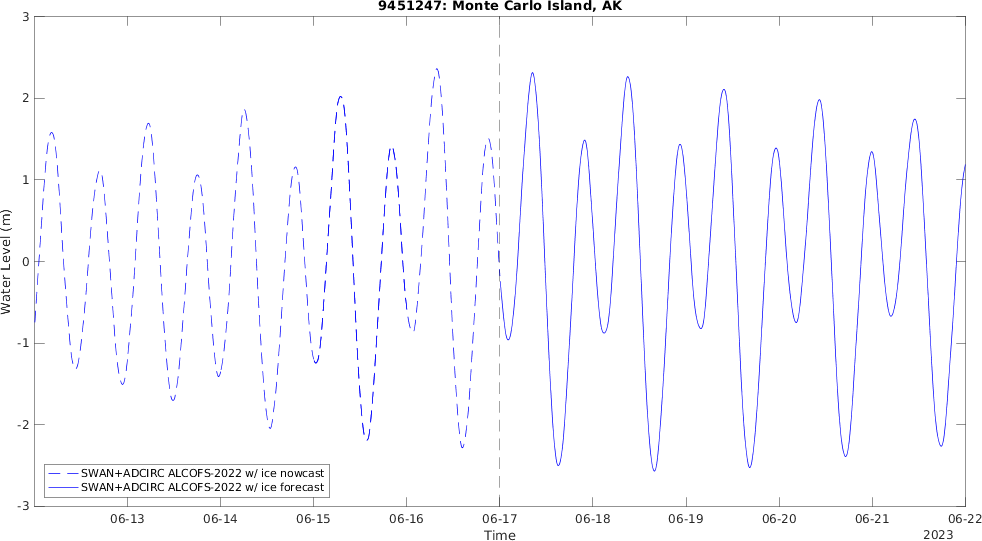 9451247: Monte Carlo Island, AK
Water Level (m)
3
2
1
0
-1
-2
-3
SWAN+ADCIRC ALCOFS-2022 w/ ice nowcast
SWAN+ADCIRC ALCOFS-2022 w/ ice forecast
06-13 06-14 06-15 06-16 06-17 06-18 06-19 06-20 06-21 06-22
Time
2023